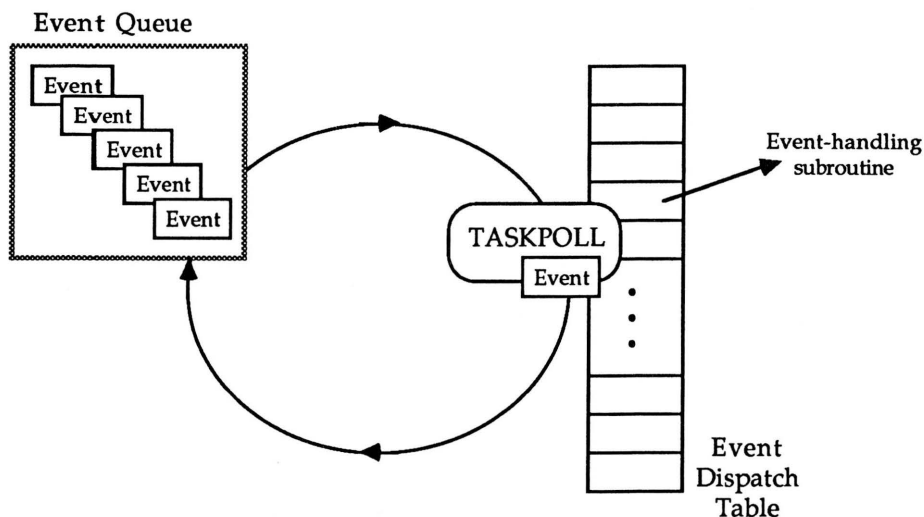 Event Queue
Event
Event
Event
Event
Event
TASKPOLL
Event
Event-handling
subroutine
Event
Dispatch
Table